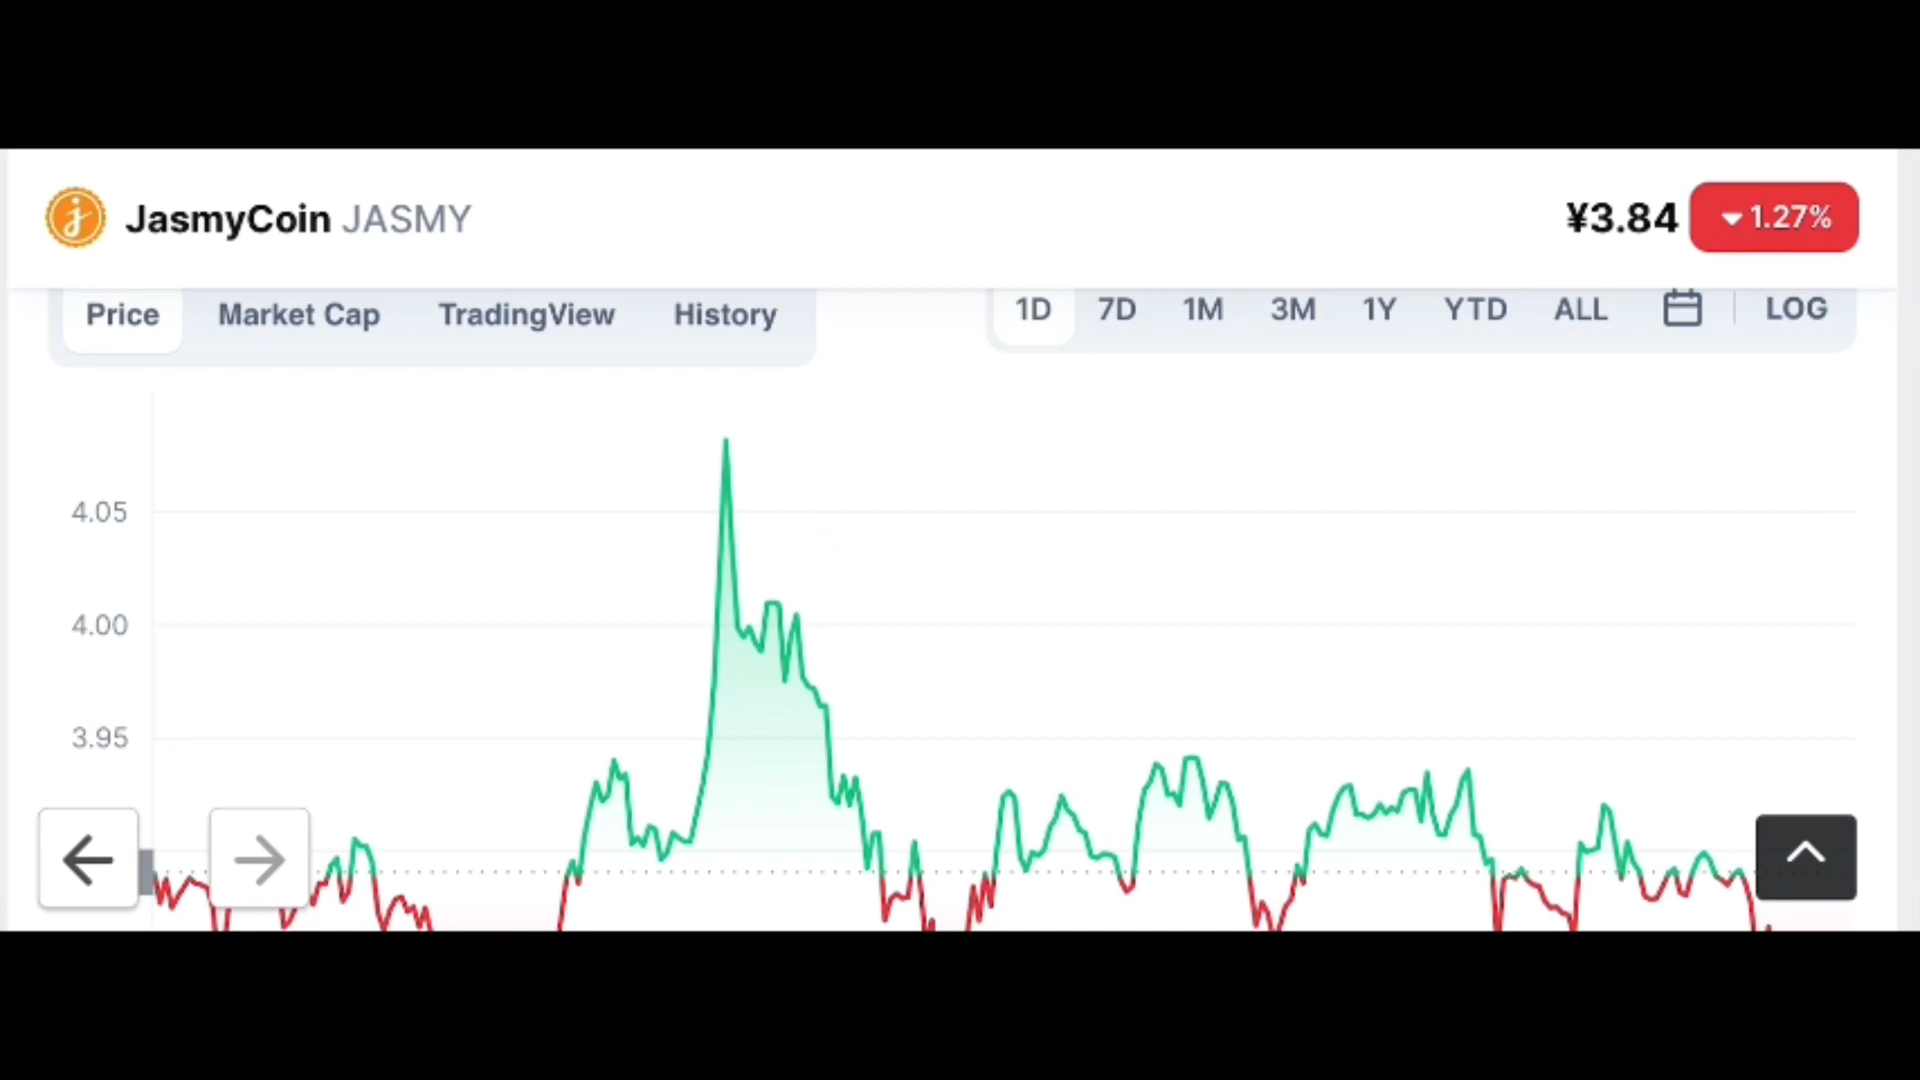 JasmyCoin JASMY
¥3.84 1.27%
Price Market Cap TradingView History
1D 7D 1M 3M 1Y YTD ALL LOG
4.05
4.00
3.95